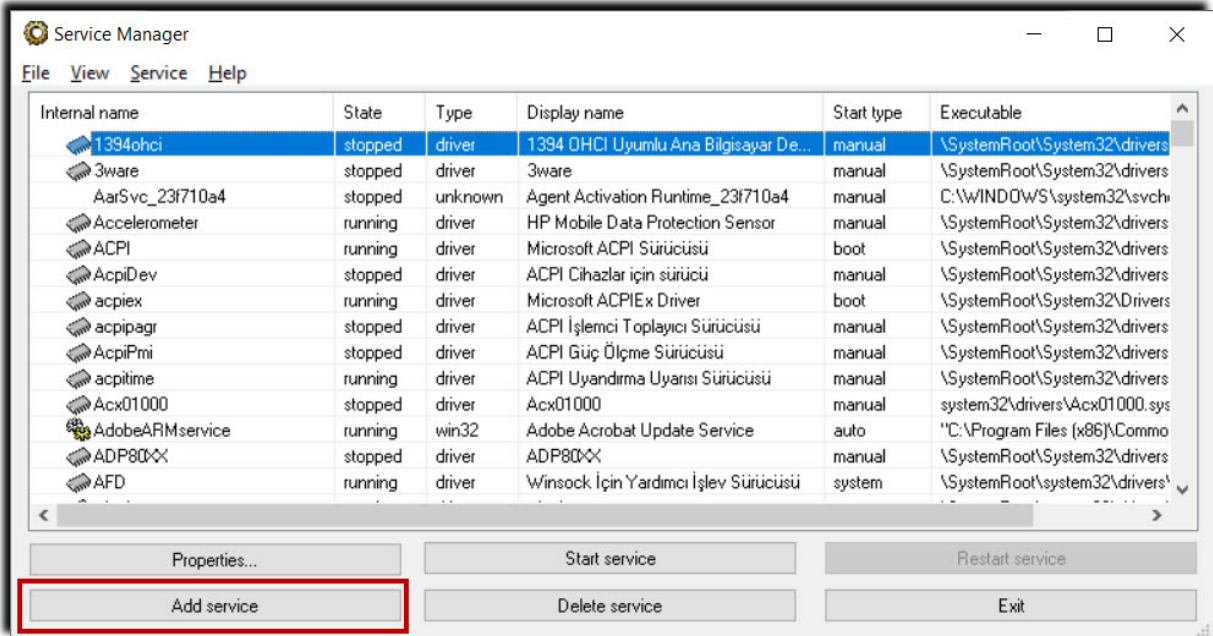 Service Manager
File View Service Help
Internal name State Type Display name Start type Executable
1394ohci stopped driver 1394 OHCI Uyumlu Ana Bilgisayar De... manual \SystemRoot\System32\drivers
3ware stopped driver 3ware manual \SystemRoot\System32\drivers
AarSvc_23f710a4 stopped unknown Agent Activation Runtime_23f710a4 manual C:\WINDOWS\system32\svch
Accelerometer running driver HP Mobile Data Protection Sensor manual \SystemRoot\System32\drivers
ACPI running driver Microsoft ACPI Sürücüsü boot \SystemRoot\System32\drivers
AcpiDev stopped driver ACPI Cihazlar için sürücü manual \SystemRoot\System32\drivers
acpiex running driver Microsoft ACPIEx Driver boot \SystemRoot\System32\Drivers
acpipagr stopped driver ACPI İşlemci Toplayıcı Sürücüsü manual \SystemRoot\System32\drivers
AcpiPmi stopped driver ACPI Güç Ölçme Sürücüsü manual \SystemRoot\System32\drivers
acpitime running driver ACPI Uyandırma Uyarısı Sürücüsü manual \SystemRoot\System32\drivers
Acx01000 stopped driver Acx01000 manual system32\drivers\Acx01000.sys
AdobeARMservice running win32 Adobe Acrobat Update Service auto "C:\Program Files (x86)\Commo
ADP80XX stopped driver ADP80XX manual \SystemRoot\System32\drivers
AFD running driver Winsock İçin Yardımcı İşlev Sürücüsü system \SystemRoot\system32\drivers\
Properties... Start service Restart service
Add service Delete service Exit